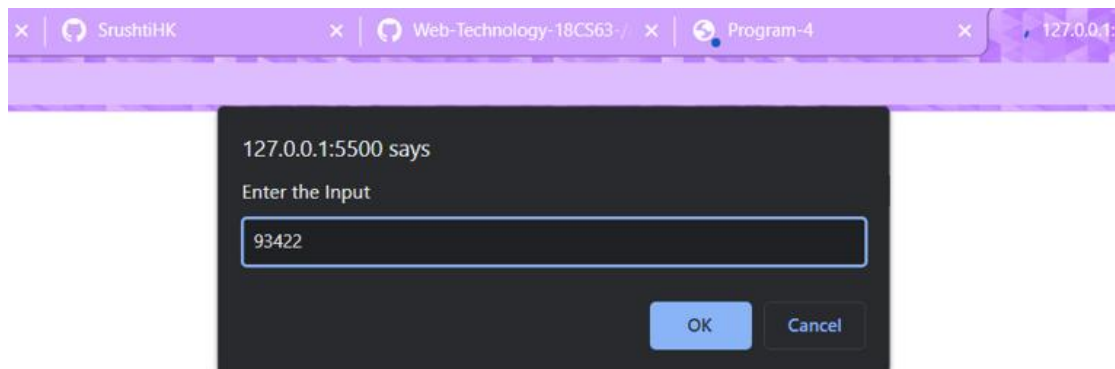 SrushtiHK
Web-Technology-18CS63-/
Program-4
127.0.0.1:
127.0.0.1:5500 says
Enter the Input
93422
OK
Cancel